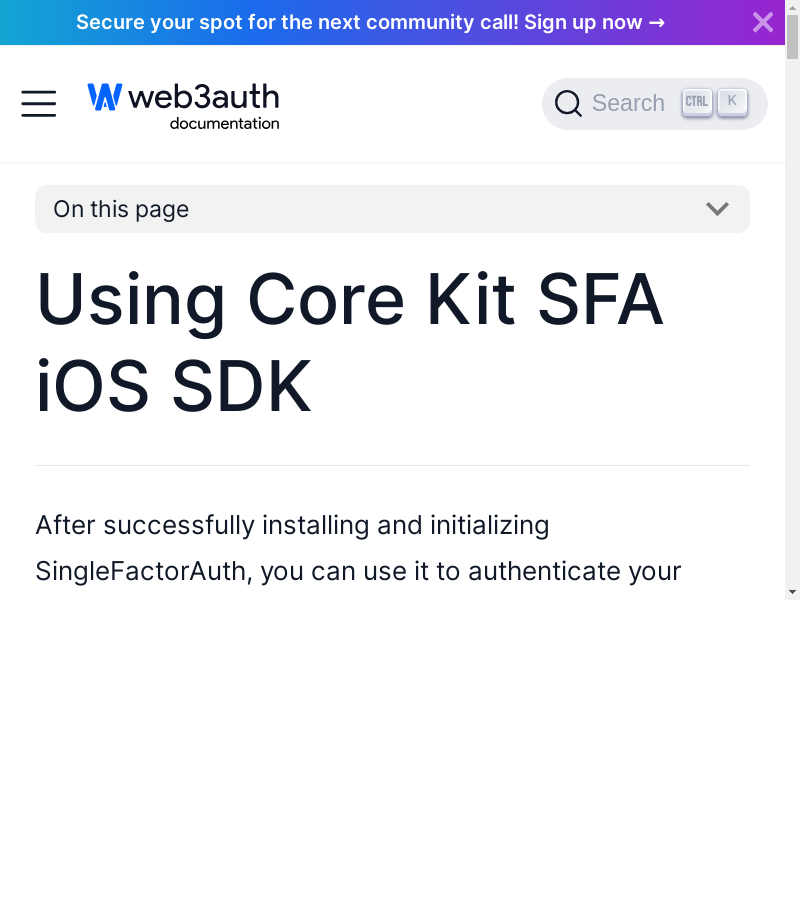 Secure your spot for the next community call! Sign up now →
web3auth
documentation
Search CTRL K
On this page
Using Core Kit SFA
iOS SDK
After successfully installing and initializing
SingleFactorAuth, you can use it to authenticate your